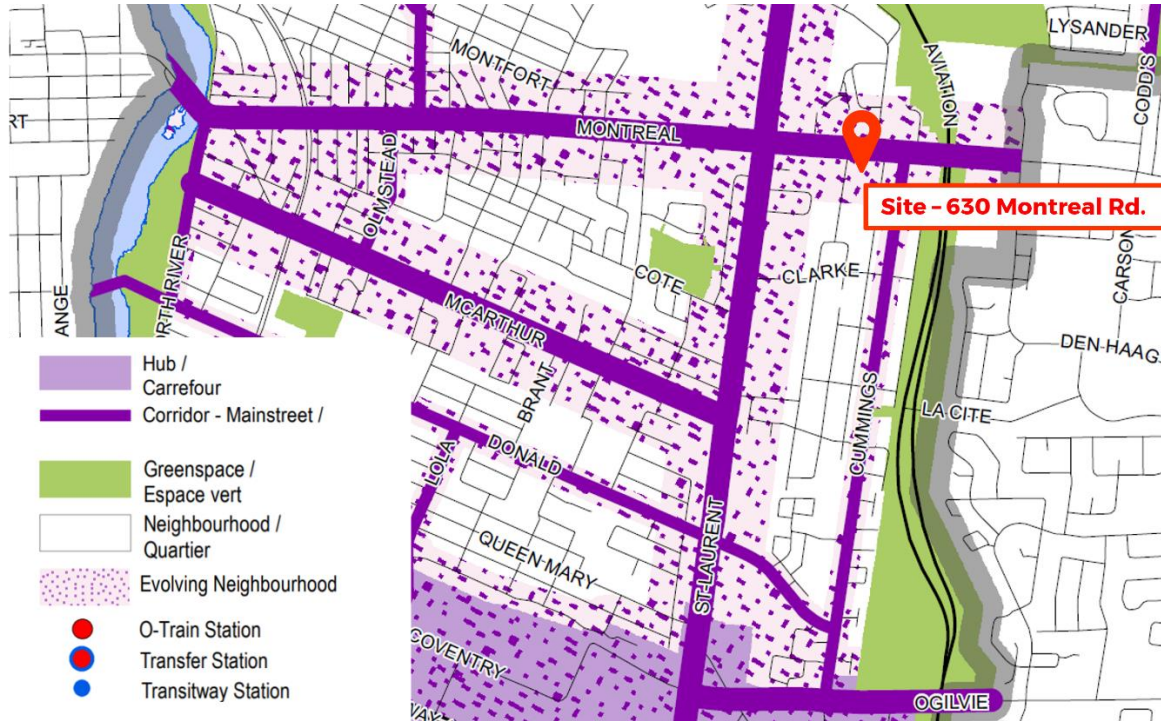 LYSANDER
MONTFORT
AVIATION
CODD'S
RT
MONTREAL
OLMSTEAD
Site – 630 Montreal Rd.
ANGE
ORTH RIVER
COTE
CLARKE
CARSON
MCARTHUR
DEN HAAG
BRANT
CUMMINGS
LA CITE
LOLA
DONALD
QUEEN MARY
ST-LAURENT
COVENTRY
WAY
OGILVIE
Hub /
Carrefour
Corridor - Mainstreet /
Greenspace /
Espace vert
Neighbourhood /
Quartier
Evolving Neighbourhood
O-Train Station
Transfer Station
Transitway Station